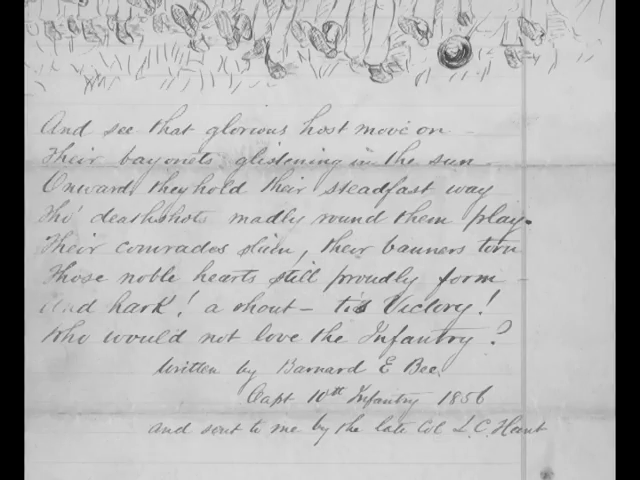 And see that glorious host move on -
Their bayonets glistening in the sun -
Onward, they hold their steadfast way
Tho' deathshots madly round them play.
Their comrades slain, their banners torn
Those noble hearts still proudly form -
And hark! a shout - tis Victory!
Who would not love the Infantry?
Written by Barnard E Bee.
Capt 10th Infantry 1856
and sent to me by the late Col L.C. Hunt